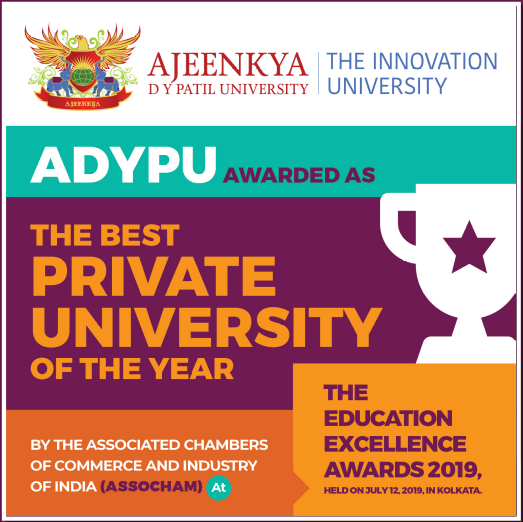 AJEENKYA
AJEENKYA
D Y PATIL UNIVERSITY
THE INNOVATION
UNIVERSITY
ADYPU AWARDED AS
THE BEST
PRIVATE
UNIVERSITY
OF THE YEAR
BY THE ASSOCIATED CHAMBERS
OF COMMERCE AND INDUSTRY
OF INDIA (ASSOCHAM) At
THE
EDUCATION
EXCELLENCE
AWARDS 2019,
HELD ON JULY 12, 2019, IN KOLKATA.